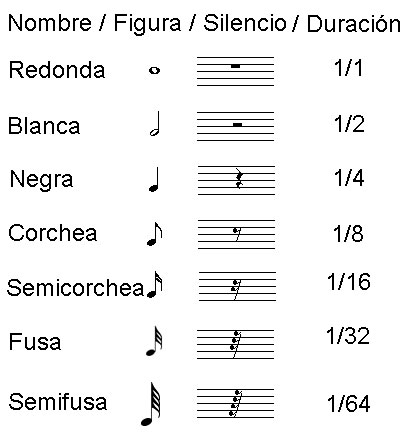 Nombre / Figura / Silencio / Duración
Redonda 1/1
Blanca 1/2
Negra 1/4
Corchea 1/8
Semicorchea 1/16
Fusa 1/32
Semifusa 1/64